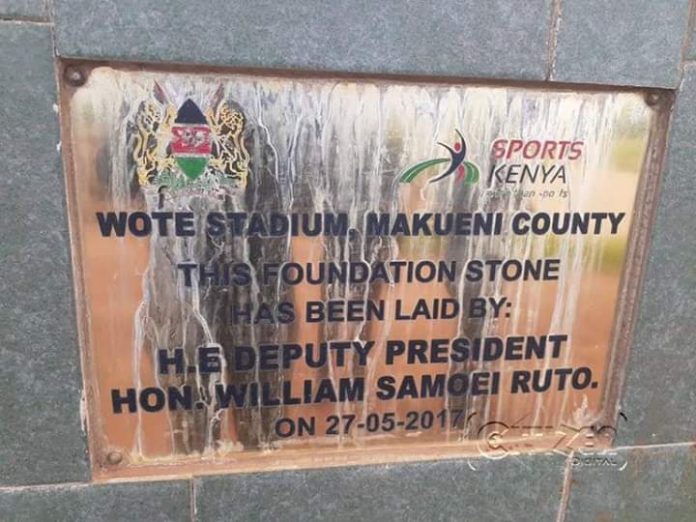 SPORTS
KENYA
WOTE STADIUM, MAKUENI COUNTY
THIS FOUNDATION STONE
HAS BEEN LAID BY:
H.E DEPUTY PRESIDENT
HON. WILLIAM SAMOEI RUTO.
ON 27-05-2017
DIGITAL